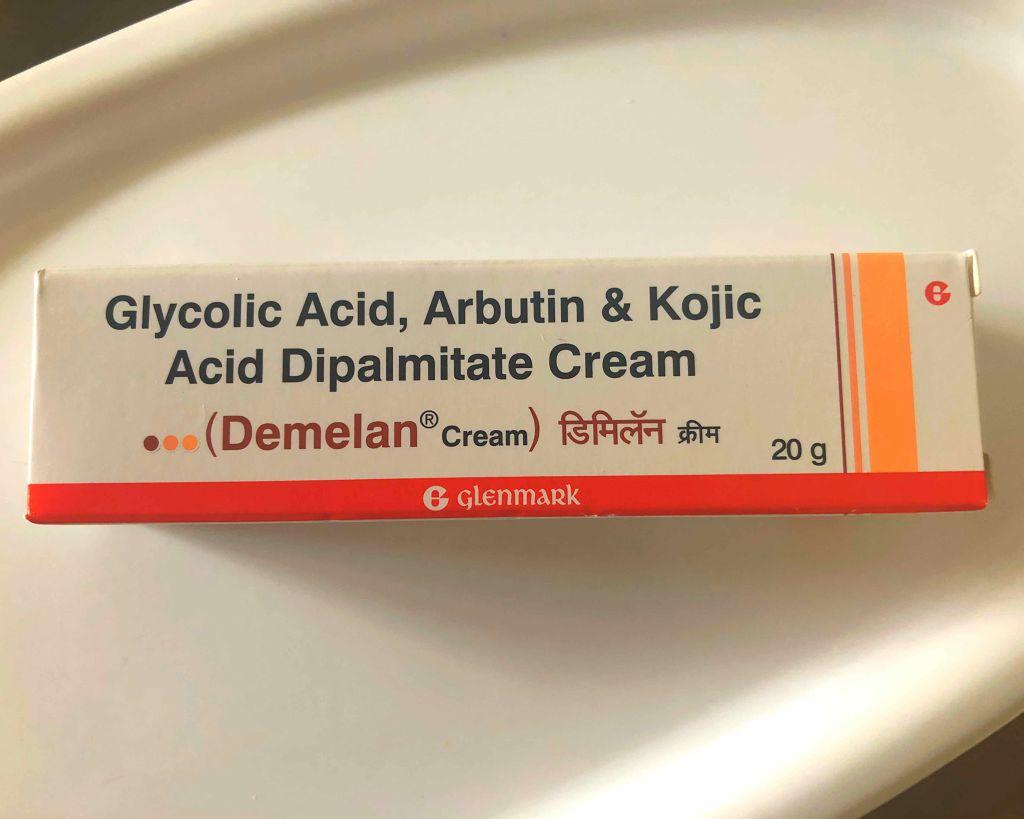 Glycolic Acid, Arbutin & Kojic
Acid Dipalmitate Cream
(Demelan® Cream) डिमिलॅन क्रीम
20 g
GLENMARK